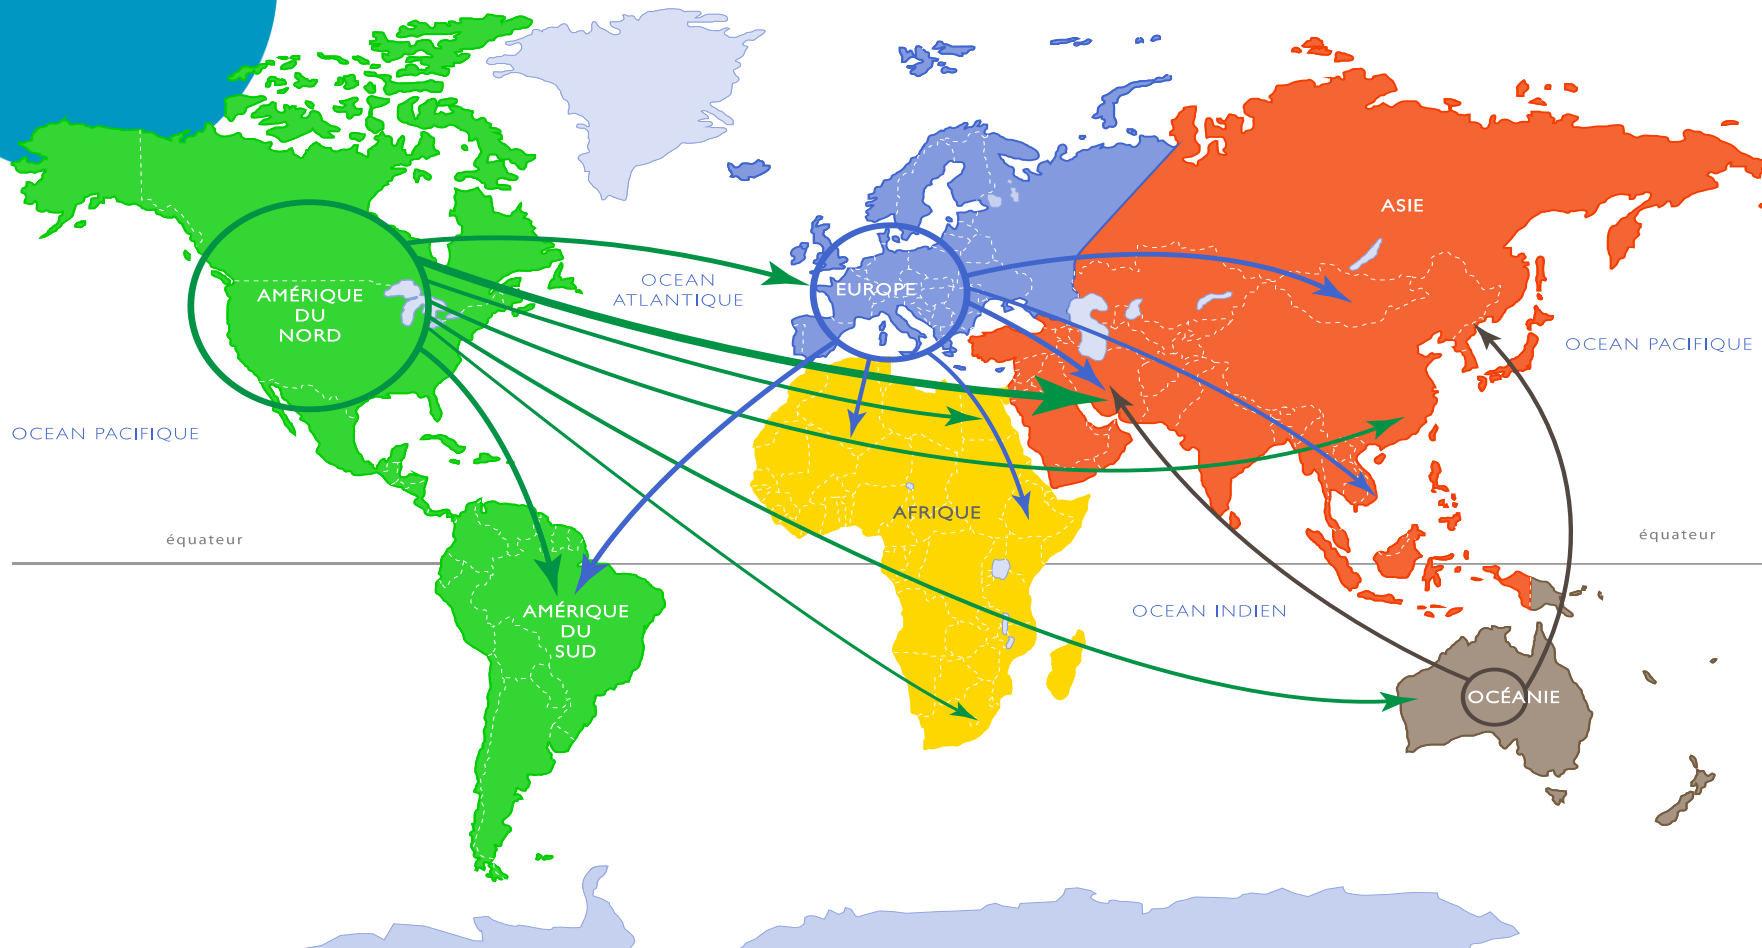 ASIE
OCEAN
ATLANTIQUE
EUROPE
AMÉRIQUE
DU
NORD
OCEAN PACIFIQUE
OCEAN PACIFIQUE
AFRIQUE
équateur
équateur
AMÉRIQUE
DU
SUD
OCEAN INDIEN
OCÉANIE